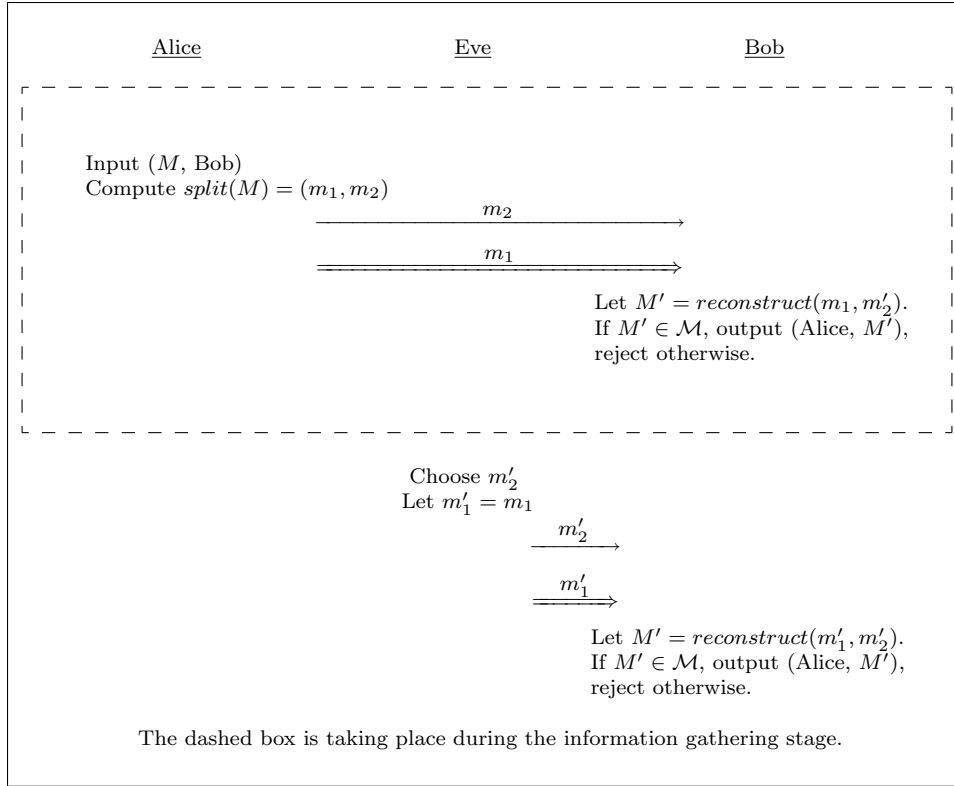 Alice Eve Bob
Input (M, Bob)
Compute split(M) = (m₁, m₂)
m₂
m₁
Let M′ = reconstruct(m₁, m′₂).
If M′ ∈ ℳ, output (Alice, M′),
reject otherwise.
Choose m′₂
Let m′₁ = m₁
m′₂
m′₁
Let M′ = reconstruct(m′₁, m′₂).
If M′ ∈ ℳ, output (Alice, M′),
reject otherwise.
The dashed box is taking place during the information gathering stage.